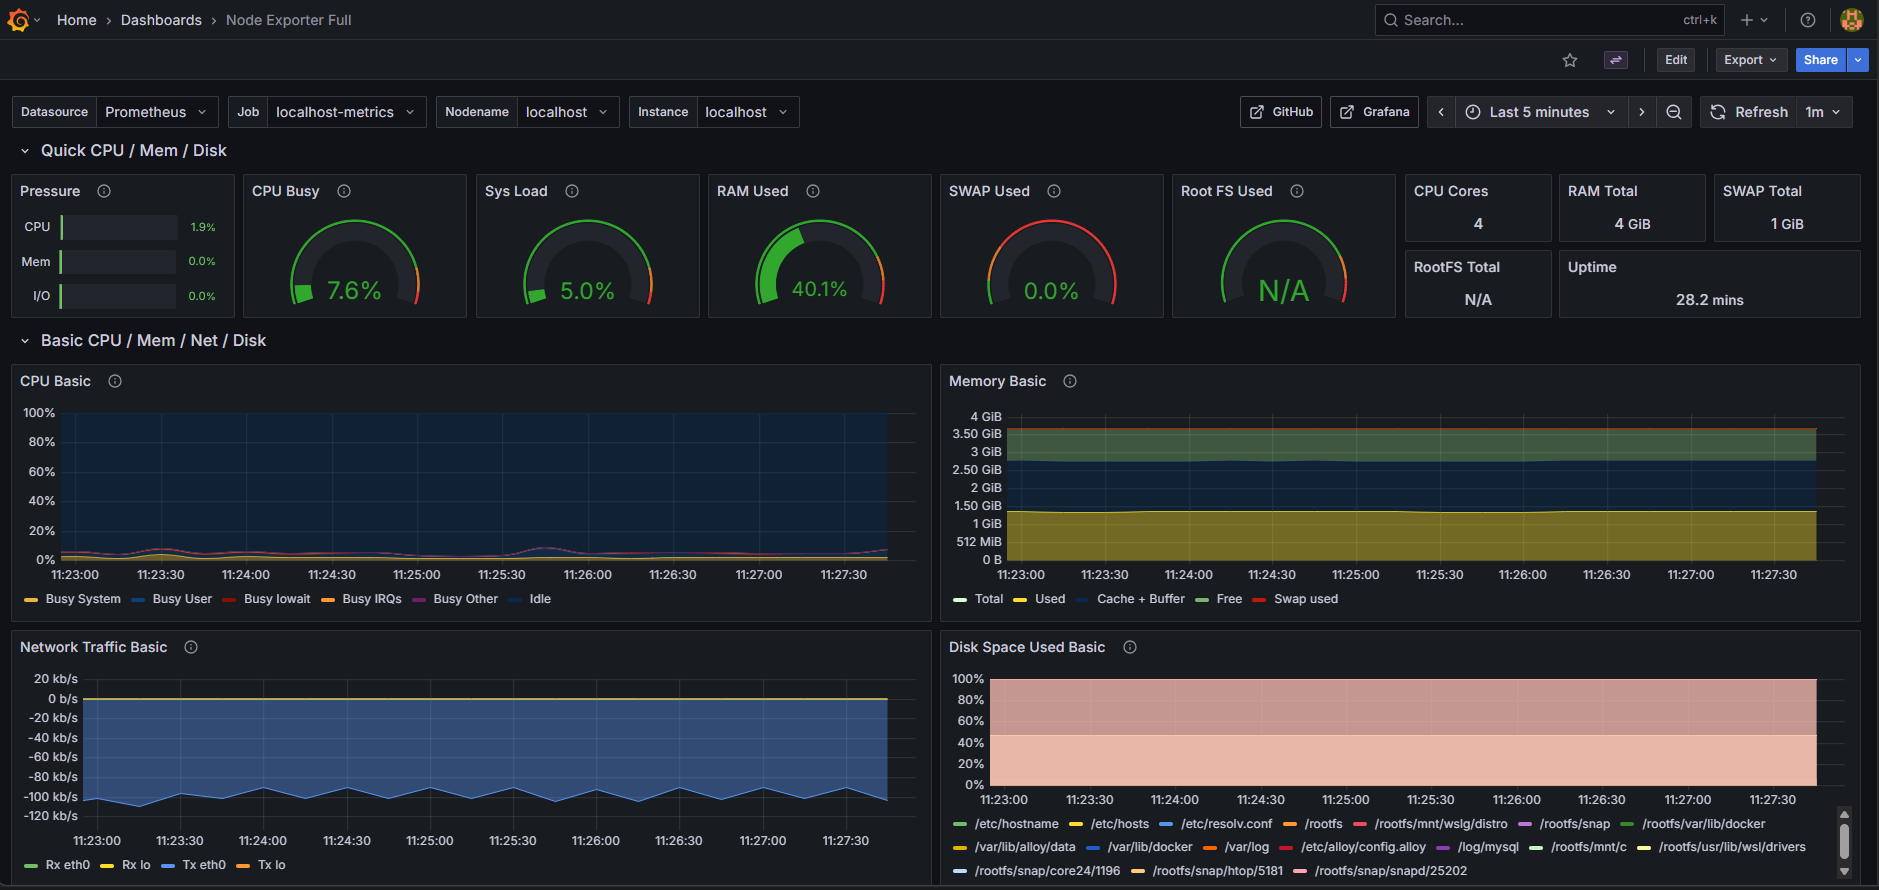 Home › Dashboards › Node Exporter Full
Search... ctrl+k
Edit Export Share
Datasource Prometheus Job localhost-metrics Nodename localhost Instance localhost GitHub Grafana Last 5 minutes Refresh 1m
Quick CPU / Mem / Disk
Pressure
CPU 1.9%
Mem 0.0%
I/O 0.0%
CPU Busy
7.6%
Sys Load
5.0%
RAM Used
40.1%
SWAP Used
0.0%
Root FS Used
N/A
CPU Cores
4
RAM Total
4 GiB
SWAP Total
1 GiB
RootFS Total
N/A
Uptime
28.2 mins
Basic CPU / Mem / Net / Disk
CPU Basic
100%
80%
60%
40%
20%
0%
11:23:00 11:23:30 11:24:00 11:24:30 11:25:00 11:25:30 11:26:00 11:26:30 11:27:00 11:27:30
Busy System Busy User Busy Iowait Busy IRQs Busy Other Idle
Memory Basic
4 GiB
3.50 GiB
3 GiB
2.50 GiB
2 GiB
1.50 GiB
1 GiB
512 MiB
0 B
11:23:00 11:23:30 11:24:00 11:24:30 11:25:00 11:25:30 11:26:00 11:26:30 11:27:00 11:27:30
Total Used Cache + Buffer Free Swap used
Network Traffic Basic
20 kb/s
0 b/s
-20 kb/s
-40 kb/s
-60 kb/s
-80 kb/s
-100 kb/s
-120 kb/s
11:23:00 11:23:30 11:24:00 11:24:30 11:25:00 11:25:30 11:26:00 11:26:30 11:27:00 11:27:30
Rx eth0 Rx lo Tx eth0 Tx lo
Disk Space Used Basic
100%
80%
60%
40%
20%
0%
11:23:00 11:23:30 11:24:00 11:24:30 11:25:00 11:25:30 11:26:00 11:26:30 11:27:00 11:27:30
/etc/hostname /etc/hosts /etc/resolv.conf /rootfs /rootfs/mnt/wslg/distro /rootfs/snap /rootfs/var/lib/docker
/var/lib/alloy/data /var/lib/docker /var/log /etc/alloy/config.alloy /log/mysql /rootfs/mnt/c /rootfs/usr/lib/wsl/drivers
/rootfs/snap/core24/1196 /rootfs/snap/htop/5181 /rootfs/snap/snapd/25202